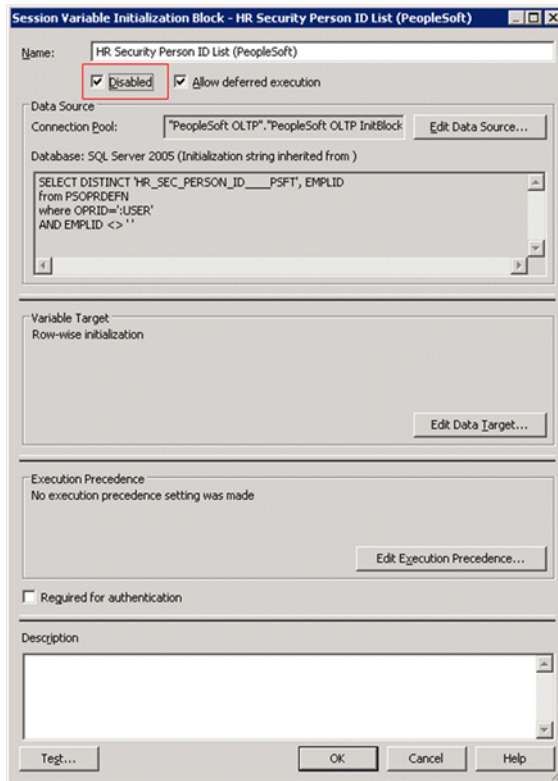 Session Variable Initialization Block - HR Security Person ID List (PeopleSoft)
Name: HR Security Person ID List (PeopleSoft)
Disabled Allow deferred execution
Data Source
Connection Pool: "PeopleSoft OLTP"."PeopleSoft OLTP InitBlock Edit Data Source...
Database: SQL Server 2005 (Initialization string inherited from )
SELECT DISTINCT 'HR_SEC_PERSON_ID____PSFT', EMPLID
from PSOPRDEFN
where OPRID=':USER'
AND EMPLID <> ' '
Variable Target
Row-wise initialization
Edit Data Target...
Execution Precedence
No execution precedence setting was made
Edit Execution Precedence...
Required for authentication
Description
Test... OK Cancel Help